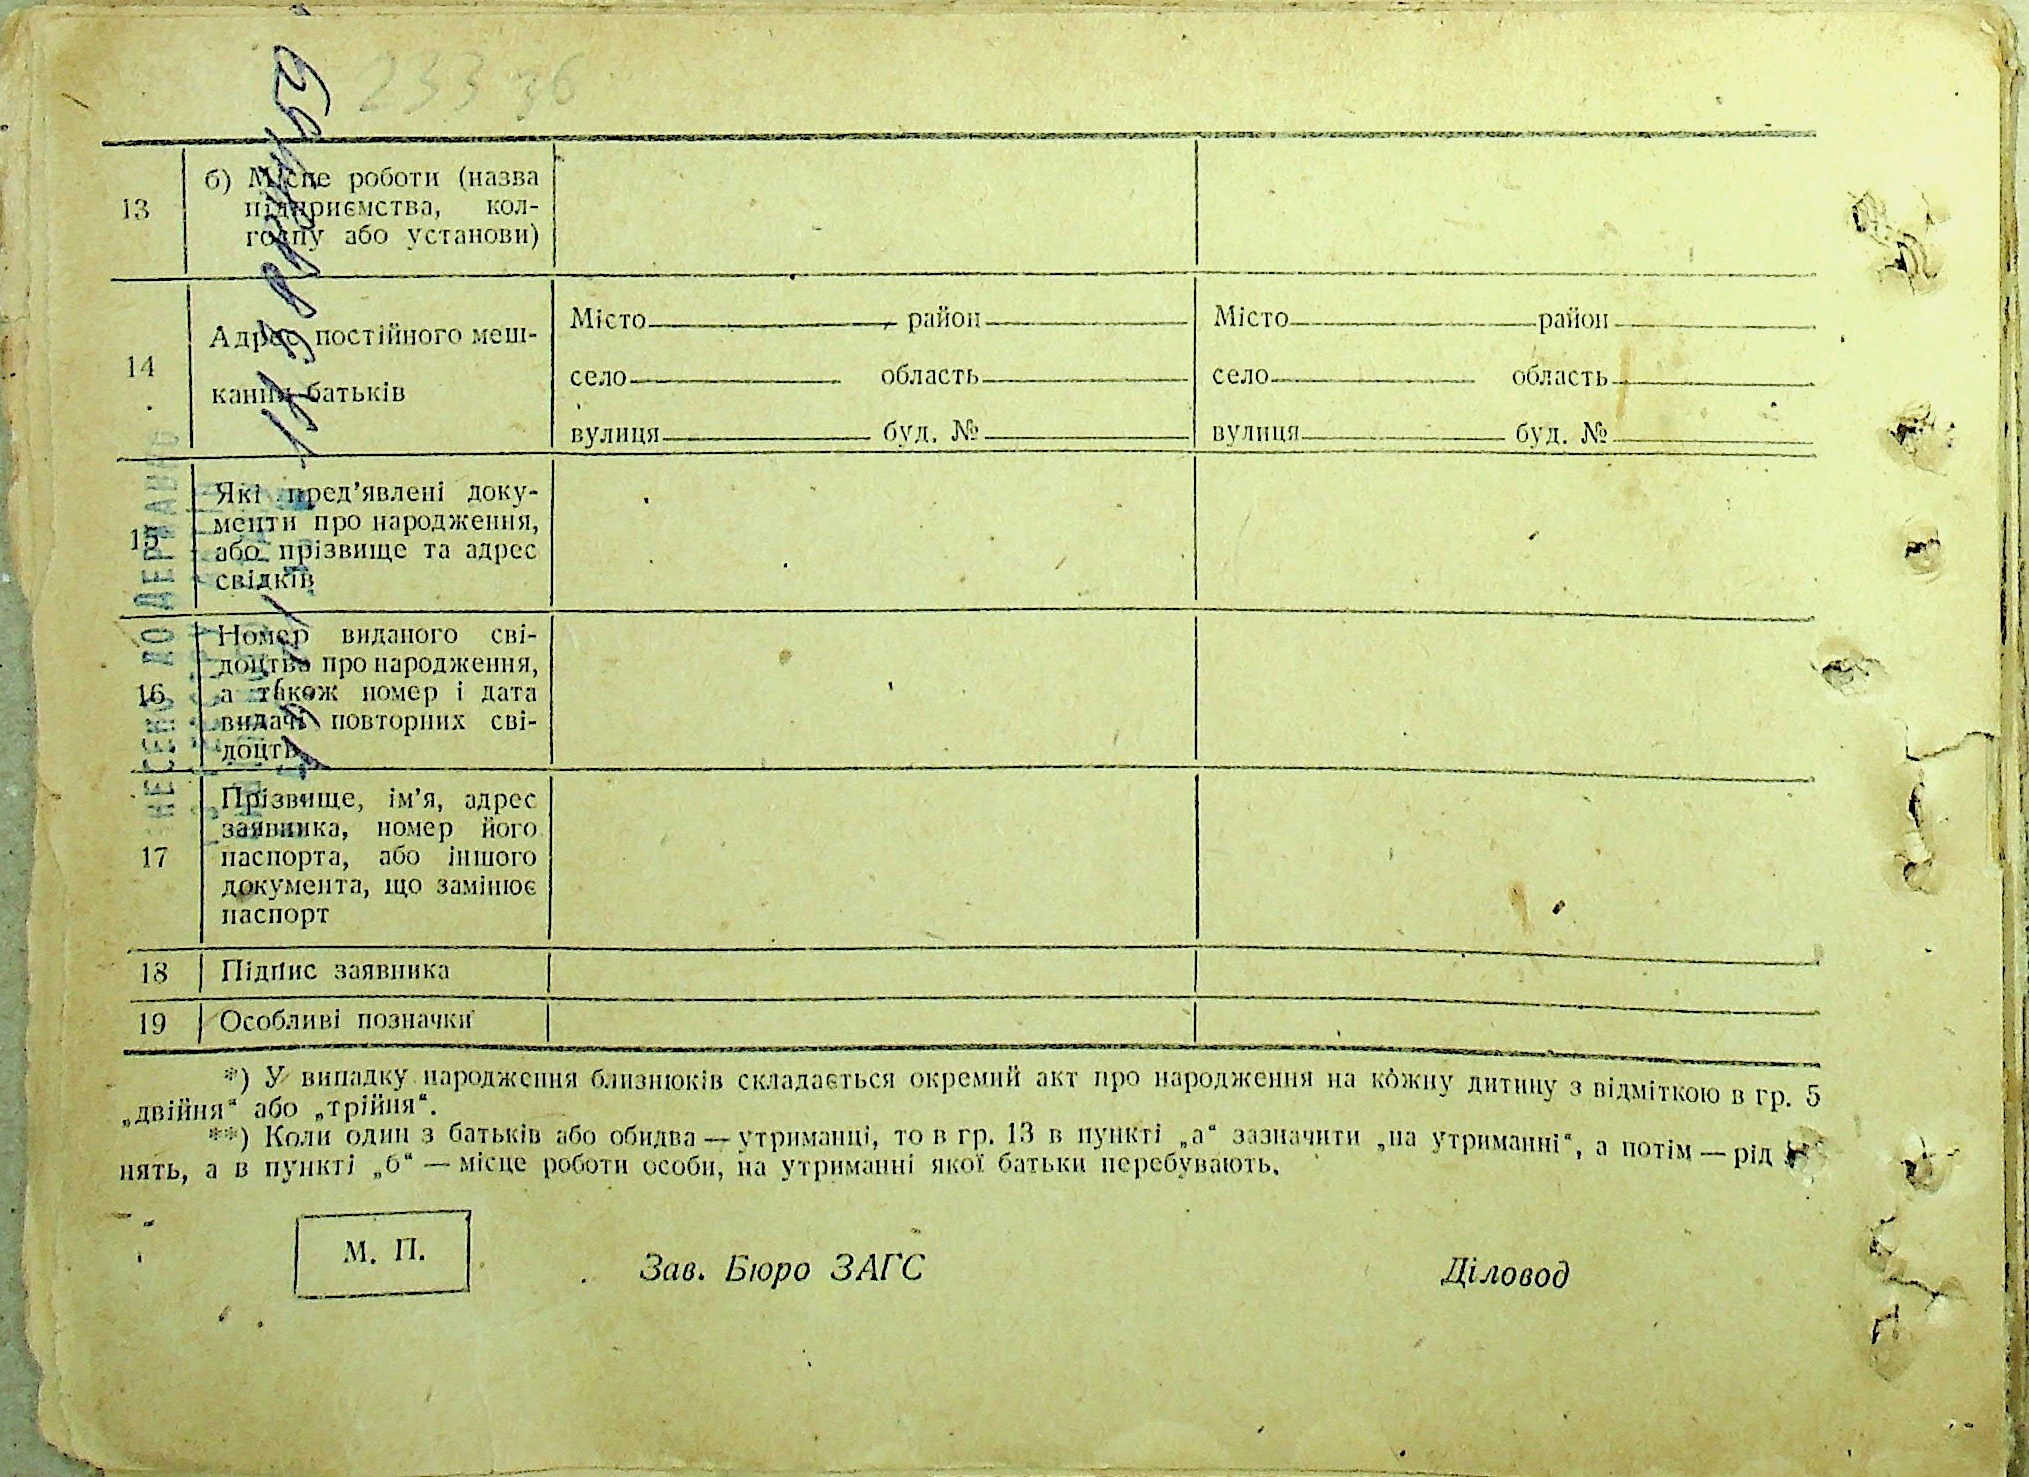 233 зв
13
б) Місце роботи (назва
підприємства, кол-
госпу або установи)
14
Адрес постійного меш-
кання батьків
Місто район Місто район
село область село область
вулиця буд. № вулиця буд. №
15
Які пред’явлені доку-
менти про народження,
або прізвище та адрес
свідків
16
Номер виданого сві-
доцтва про народження,
а також номер і дата
видачі повторних сві-
доцтв
17
Прізвище, ім’я, адрес
заявника, номер його
паспорта, або іншого
документа, що замінює
паспорт
18 Підпис заявника
19 Особливі позначки
*) У випадку народження близнюків складається окремий акт про народження на кожну дитину з відміткою в гр. 5
„двійня“ або „трійня“.
**) Коли один з батьків або обидва — утриманці, то в гр. 13 в пункті „а“ зазначити „на утриманні“, а потім — рід
нять, а в пункті „б“ — місце роботи особи, на утриманні якої батьки перебувають.
М. П.
Зав. Бюро ЗАГС Діловод
ВНЕСЕНО ДО ДЕРЖАВНОГО